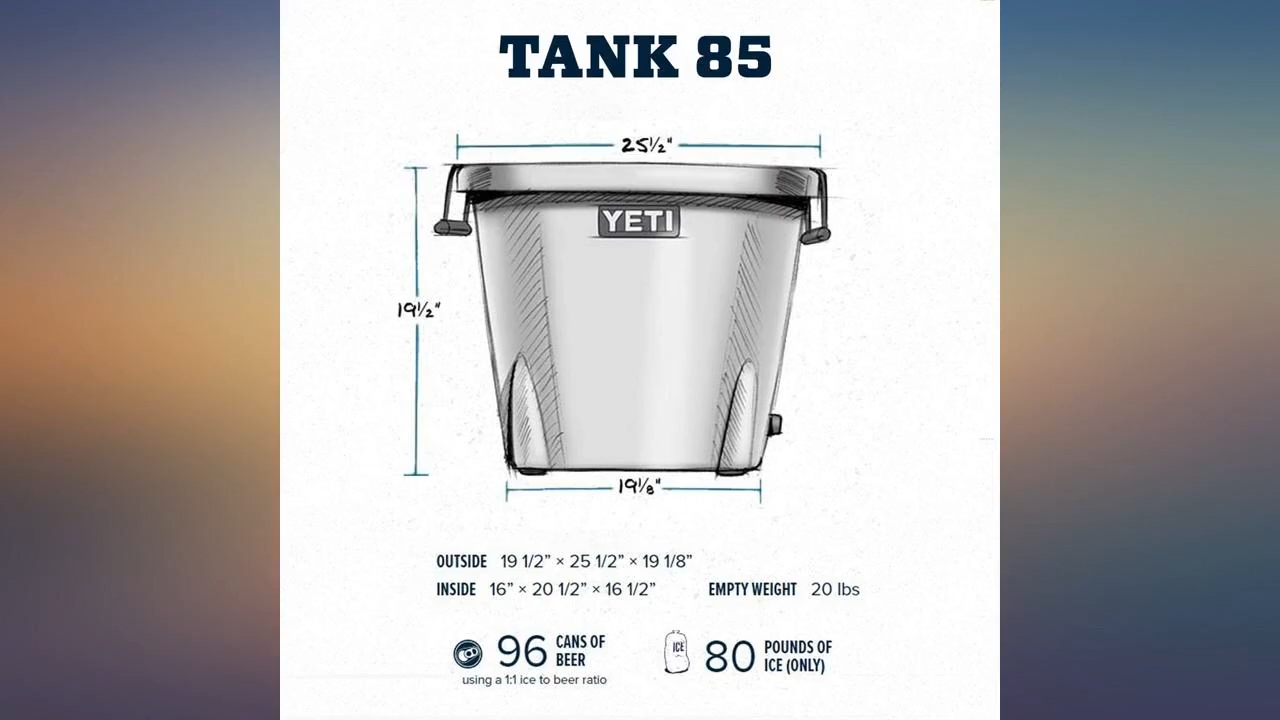 TANK 85
25½"
YETI
19½"
19⅛"
OUTSIDE 19 1/2” × 25 1/2” × 19 1/8”
INSIDE 16” × 20 1/2” × 16 1/2” EMPTY WEIGHT 20 lbs
96 CANS OF BEER
using a 1:1 ice to beer ratio
ICE
80 POUNDS OF ICE (ONLY)